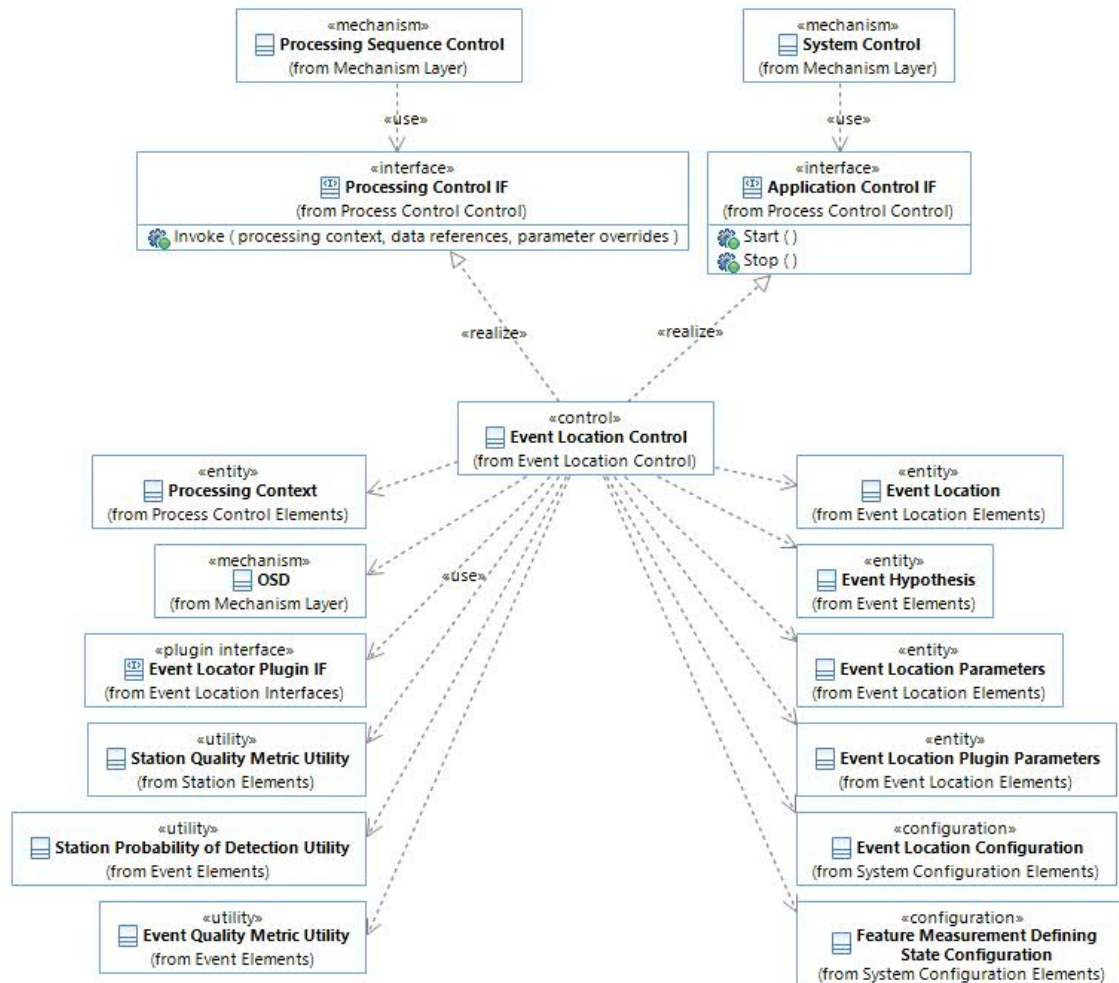 «mechanism»
Processing Sequence Control
(from Mechanism Layer)
«mechanism»
System Control
(from Mechanism Layer)
«use»
«use»
«interface»
Processing Control IF
(from Process Control Control)
Invoke ( processing context, data references, parameter overrides )
«interface»
Application Control IF
(from Process Control Control)
Start ( )
Stop ( )
«realize»
«realize»
«control»
Event Location Control
(from Event Location Control)
«entity»
Processing Context
(from Process Control Elements)
«mechanism»
OSD
(from Mechanism Layer)
«use»
«plugin interface»
Event Locator Plugin IF
(from Event Location Interfaces)
«utility»
Station Quality Metric Utility
(from Station Elements)
«utility»
Station Probability of Detection Utility
(from Event Elements)
«utility»
Event Quality Metric Utility
(from Event Elements)
«entity»
Event Location
(from Event Location Elements)
«entity»
Event Hypothesis
(from Event Elements)
«entity»
Event Location Parameters
(from Event Location Elements)
«entity»
Event Location Plugin Parameters
(from Event Location Elements)
«configuration»
Event Location Configuration
(from System Configuration Elements)
«configuration»
Feature Measurement Defining
State Configuration
(from System Configuration Elements)